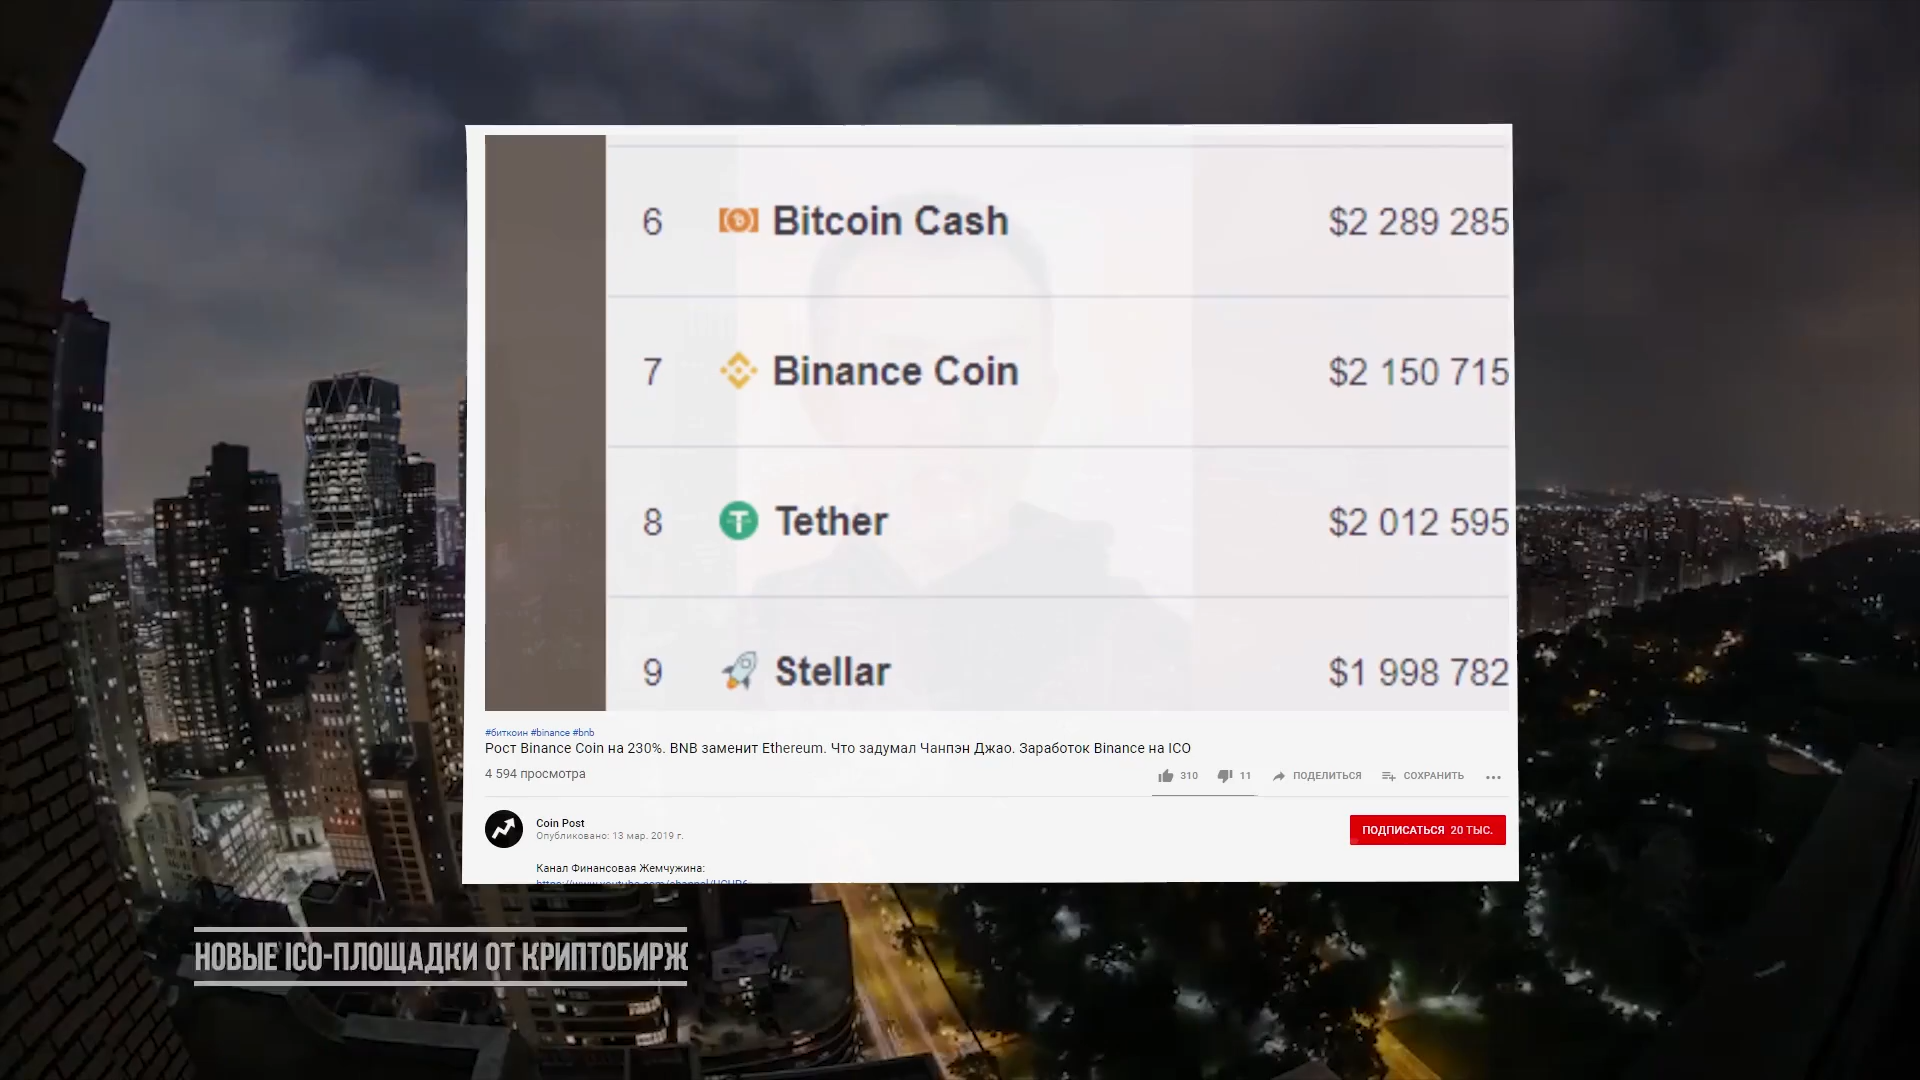 6 Bitcoin Cash $2 289 285
7 Binance Coin $2 150 715
8 Tether $2 012 595
9 Stellar $1 998 782
#биткоин #binance #bnb
Рост Binance Coin на 230%. BNB заменит Ethereum. Что задумал Чанпэн Джао. Заработок Binance на ICO
4 594 просмотра
310 11 ПОДЕЛИТЬСЯ СОХРАНИТЬ
Coin Post
Опубликовано: 13 мар. 2019 г.
ПОДПИСАТЬСЯ 20 ТЫС.
Канал Финансовая Жемчужина:
НОВЫЕ ICO-ПЛОЩАДКИ ОТ КРИПТОБИРЖ